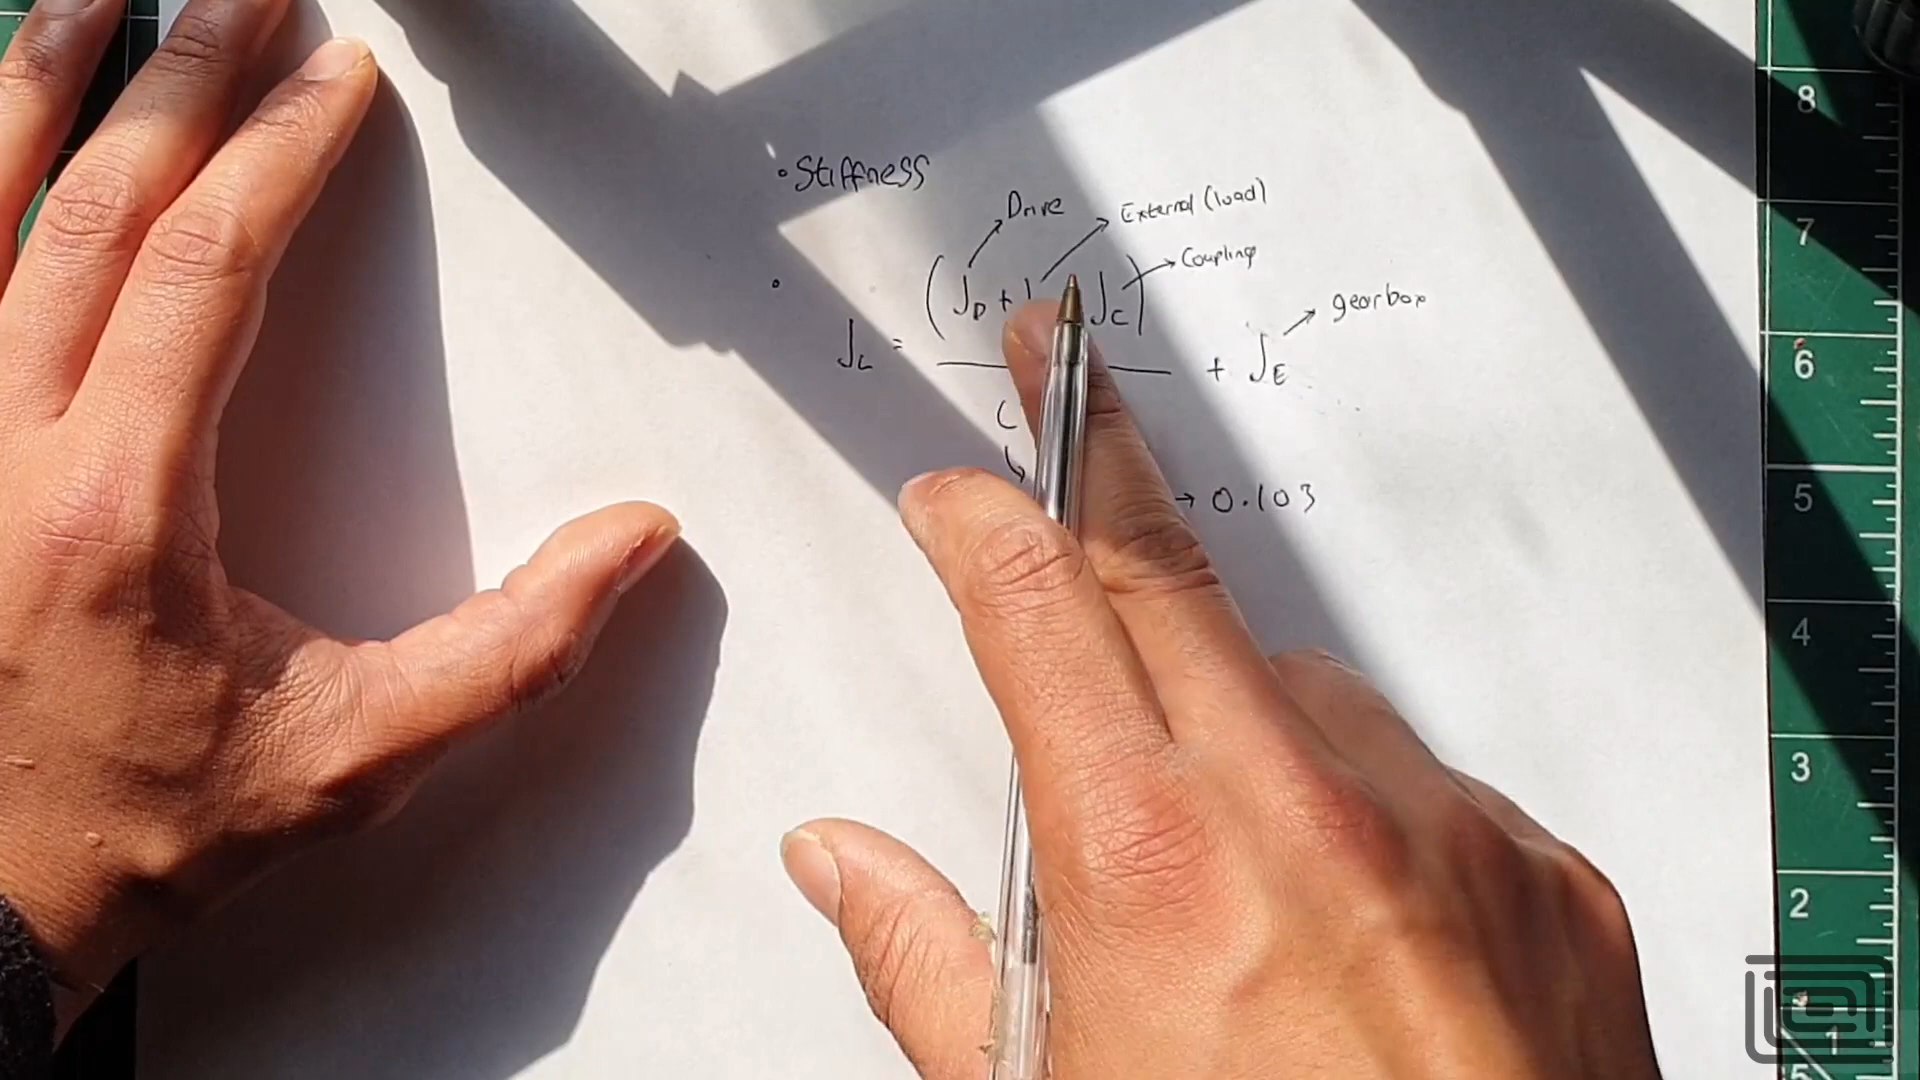 • Stiffness
Drive
External (load)
Coupling
•
(J_D + J_C)
gearbox
J_L =
+ J_E
→ 0.103
8
7
6
5
4
3
2
1